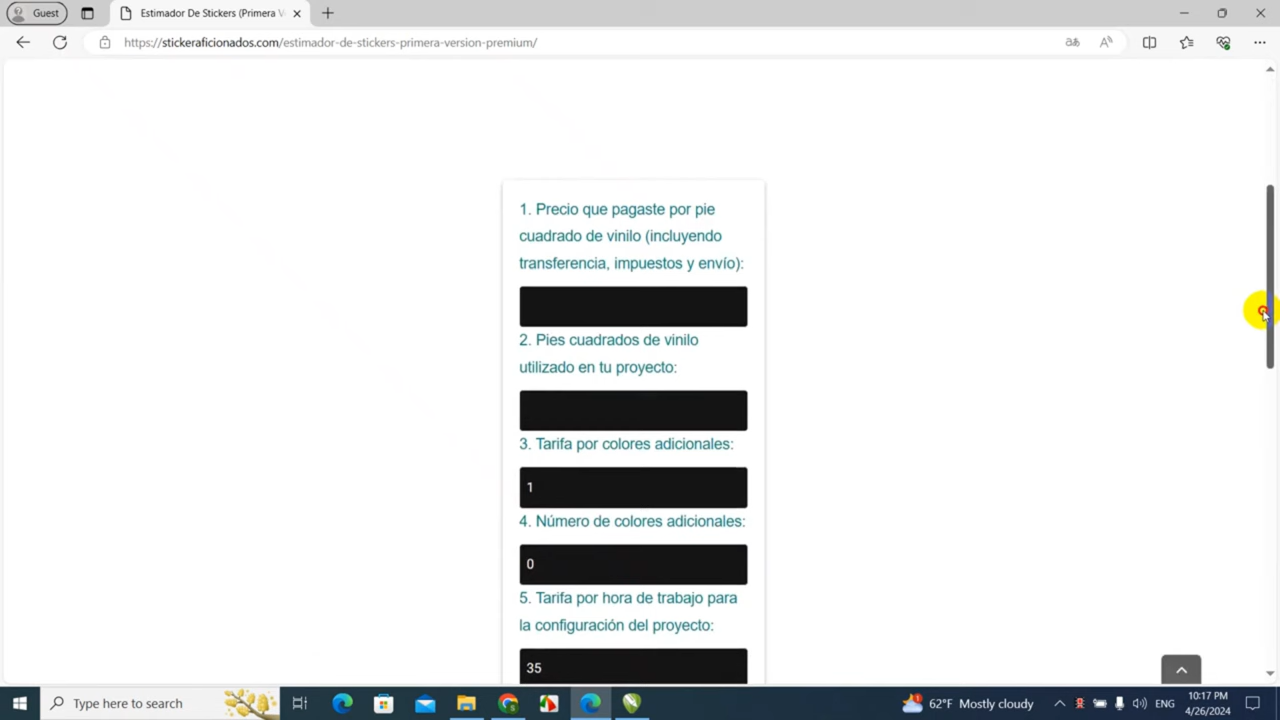 Guest
Estimador De Stickers (Primera V
https://stickeraficionados.com/estimador-de-stickers-primera-version-premium/
1. Precio que pagaste por pie
cuadrado de vinilo (incluyendo
transferencia, impuestos y envío):
2. Pies cuadrados de vinilo
utilizado en tu proyecto:
3. Tarifa por colores adicionales:
1
4. Número de colores adicionales:
0
5. Tarifa por hora de trabajo para
la configuración del proyecto:
35
Type here to search
62°F Mostly cloudy
ENG
10:17 PM
4/26/2024